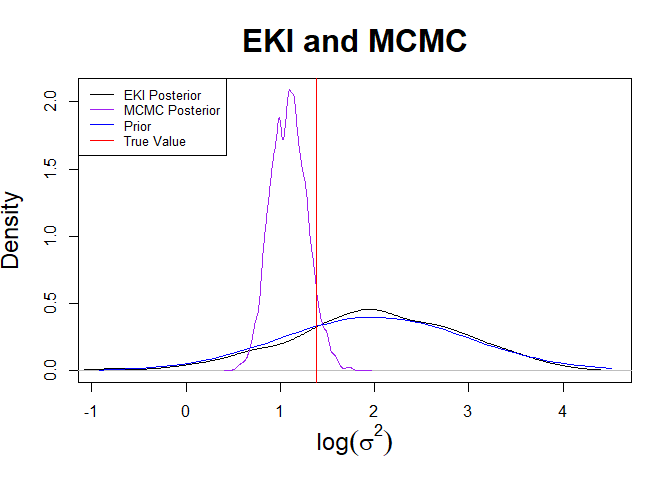 EKI and MCMC
EKI Posterior
MCMC Posterior
Prior
True Value
Density
0.0
0.5
1.0
1.5
2.0
-1 0 1 2 3 4
log(σ²)